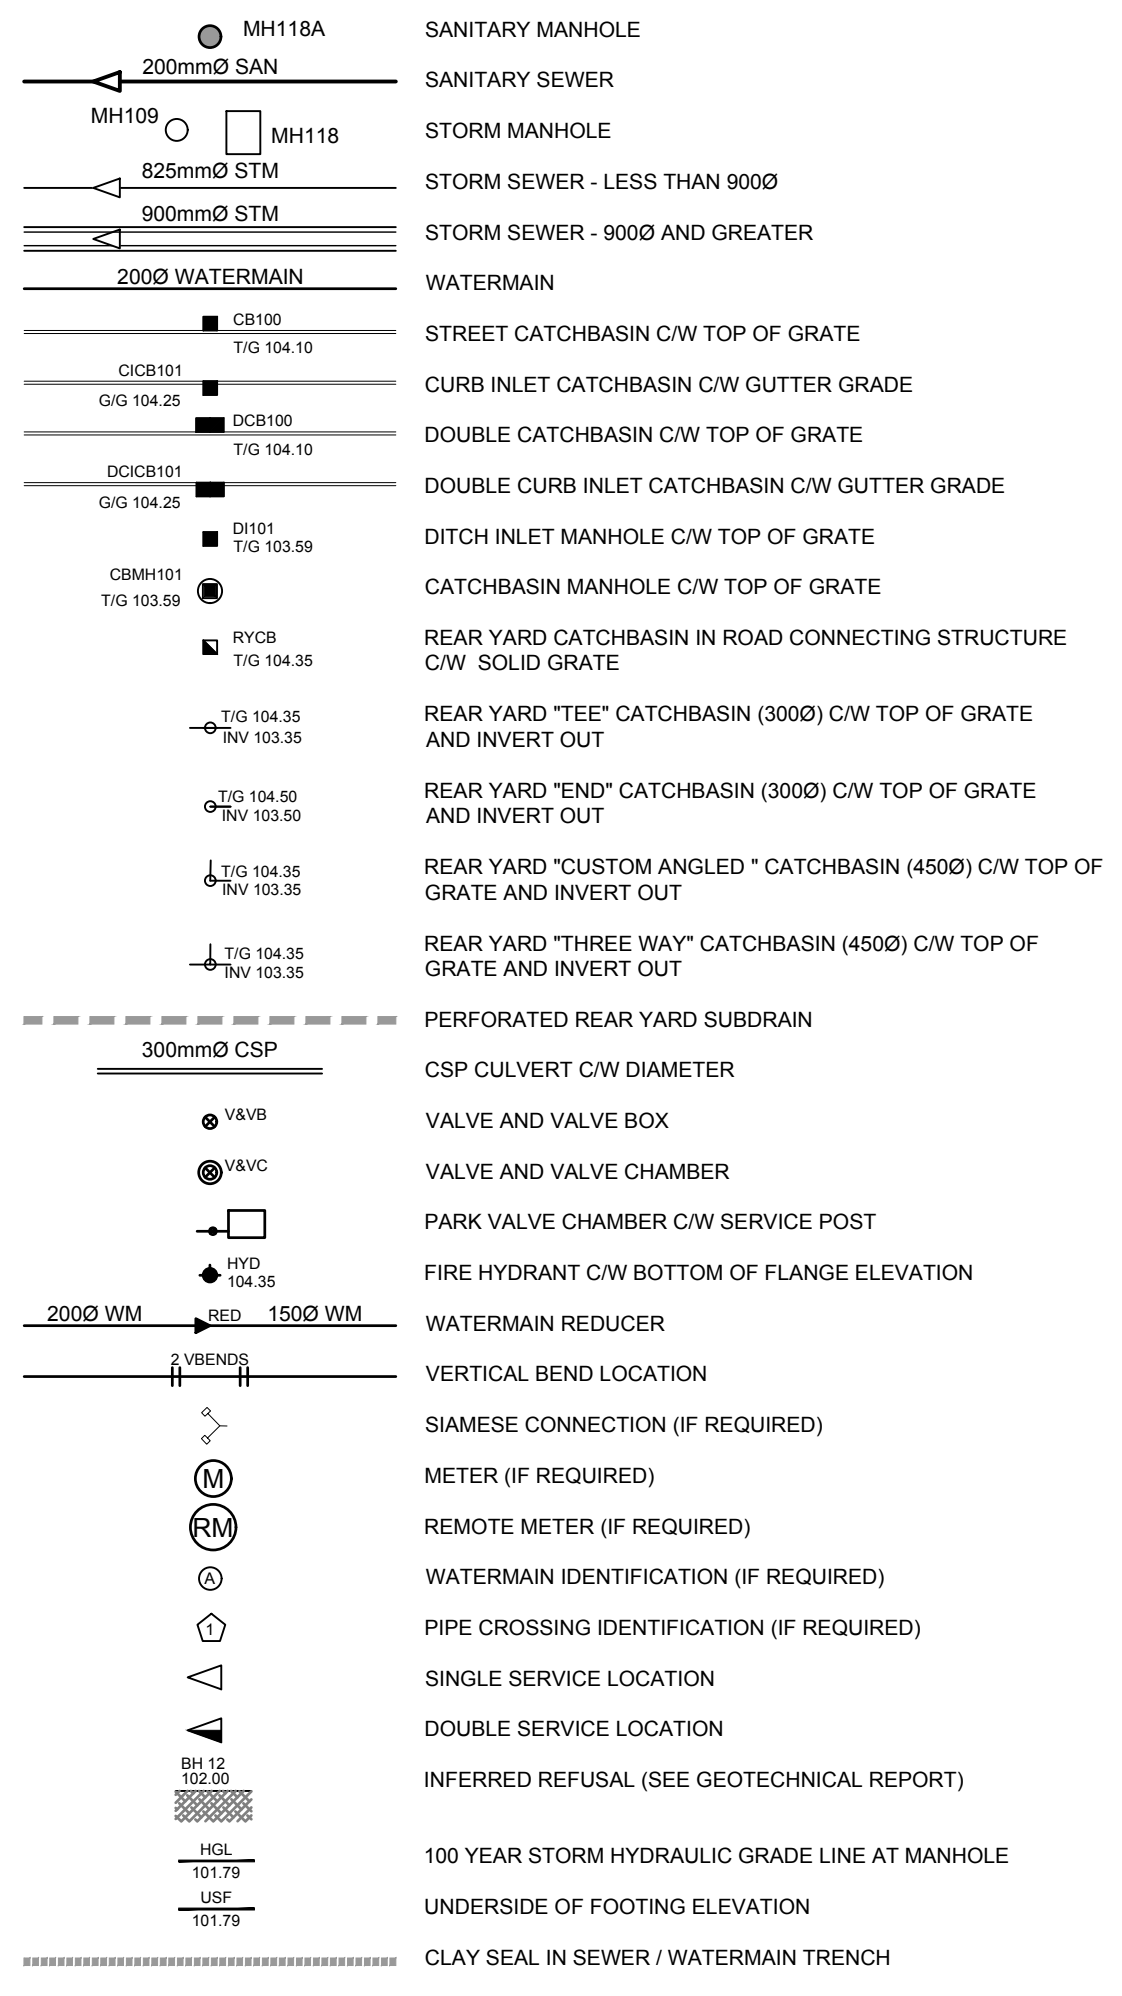 MH118A SANITARY MANHOLE
200mmØ SAN SANITARY SEWER
MH109 MH118 STORM MANHOLE
825mmØ STM STORM SEWER - LESS THAN 900Ø
900mmØ STM STORM SEWER - 900Ø AND GREATER
200Ø WATERMAIN WATERMAIN
CB100
T/G 104.10
STREET CATCHBASIN C/W TOP OF GRATE
CICB101
G/G 104.25
CURB INLET CATCHBASIN C/W GUTTER GRADE
DCB100
T/G 104.10
DOUBLE CATCHBASIN C/W TOP OF GRATE
DCICB101
G/G 104.25
DOUBLE CURB INLET CATCHBASIN C/W GUTTER GRADE
DI101
T/G 103.59
DITCH INLET MANHOLE C/W TOP OF GRATE
CBMH101
T/G 103.59
CATCHBASIN MANHOLE C/W TOP OF GRATE
RYCB
T/G 104.35
REAR YARD CATCHBASIN IN ROAD CONNECTING STRUCTURE
C/W SOLID GRATE
T/G 104.35
INV 103.35
REAR YARD "TEE" CATCHBASIN (300Ø) C/W TOP OF GRATE
AND INVERT OUT
T/G 104.50
INV 103.50
REAR YARD "END" CATCHBASIN (300Ø) C/W TOP OF GRATE
AND INVERT OUT
T/G 104.35
INV 103.35
REAR YARD "CUSTOM ANGLED " CATCHBASIN (450Ø) C/W TOP OF
GRATE AND INVERT OUT
T/G 104.35
INV 103.35
REAR YARD "THREE WAY" CATCHBASIN (450Ø) C/W TOP OF
GRATE AND INVERT OUT
PERFORATED REAR YARD SUBDRAIN
300mmØ CSP CSP CULVERT C/W DIAMETER
V&VB VALVE AND VALVE BOX
V&VC VALVE AND VALVE CHAMBER
PARK VALVE CHAMBER C/W SERVICE POST
HYD
104.35
FIRE HYDRANT C/W BOTTOM OF FLANGE ELEVATION
200Ø WM RED 150Ø WM WATERMAIN REDUCER
2 VBENDS VERTICAL BEND LOCATION
SIAMESE CONNECTION (IF REQUIRED)
M METER (IF REQUIRED)
RM REMOTE METER (IF REQUIRED)
A WATERMAIN IDENTIFICATION (IF REQUIRED)
1 PIPE CROSSING IDENTIFICATION (IF REQUIRED)
SINGLE SERVICE LOCATION
DOUBLE SERVICE LOCATION
BH 12
102.00
INFERRED REFUSAL (SEE GEOTECHNICAL REPORT)
HGL
101.79
100 YEAR STORM HYDRAULIC GRADE LINE AT MANHOLE
USF
101.79
UNDERSIDE OF FOOTING ELEVATION
CLAY SEAL IN SEWER / WATERMAIN TRENCH